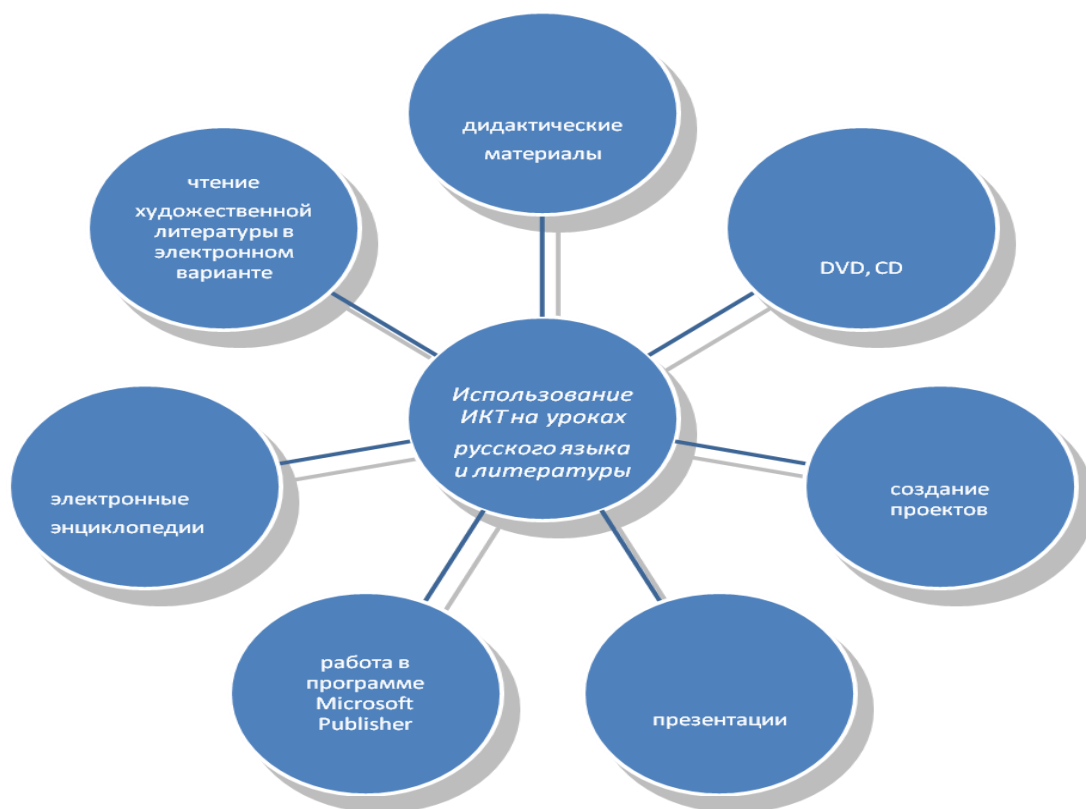 дидактические
материалы
DVD, CD
создание
проектов
презентации
работа в
программе
Microsoft
Publisher
электронные
энциклопедии
чтение
художественной
литературы в
электронном
варианте
Использование
ИКТ на уроках
русского языка
и литературы